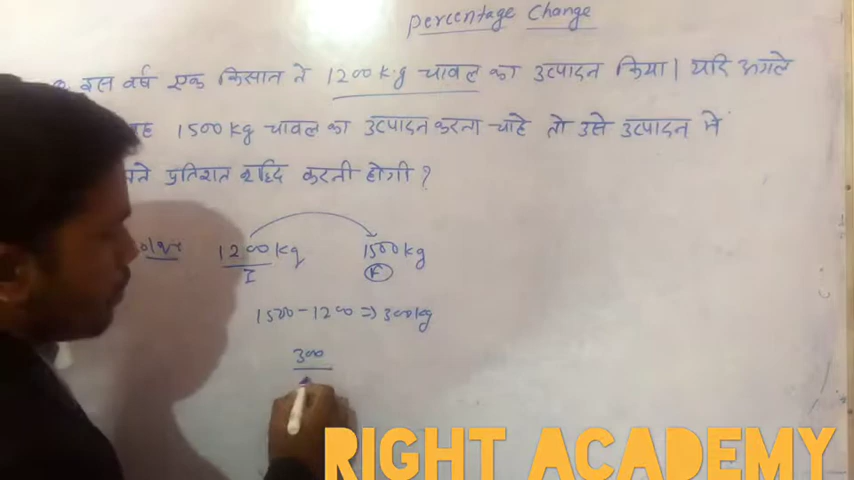 Percentage Change
इस वर्ष एक किसान ने 1200 kg चावल का उत्पादन किया। यदि अगले
1500 kg चावल का उत्पादन करना चाहे तो उसे उत्पादन मे
प्रतिशत वृद्धि करनी होगी?
1200 kg 1500 kg
I F
1500 - 1200 => 300 kg
300
RIGHT ACADEMY